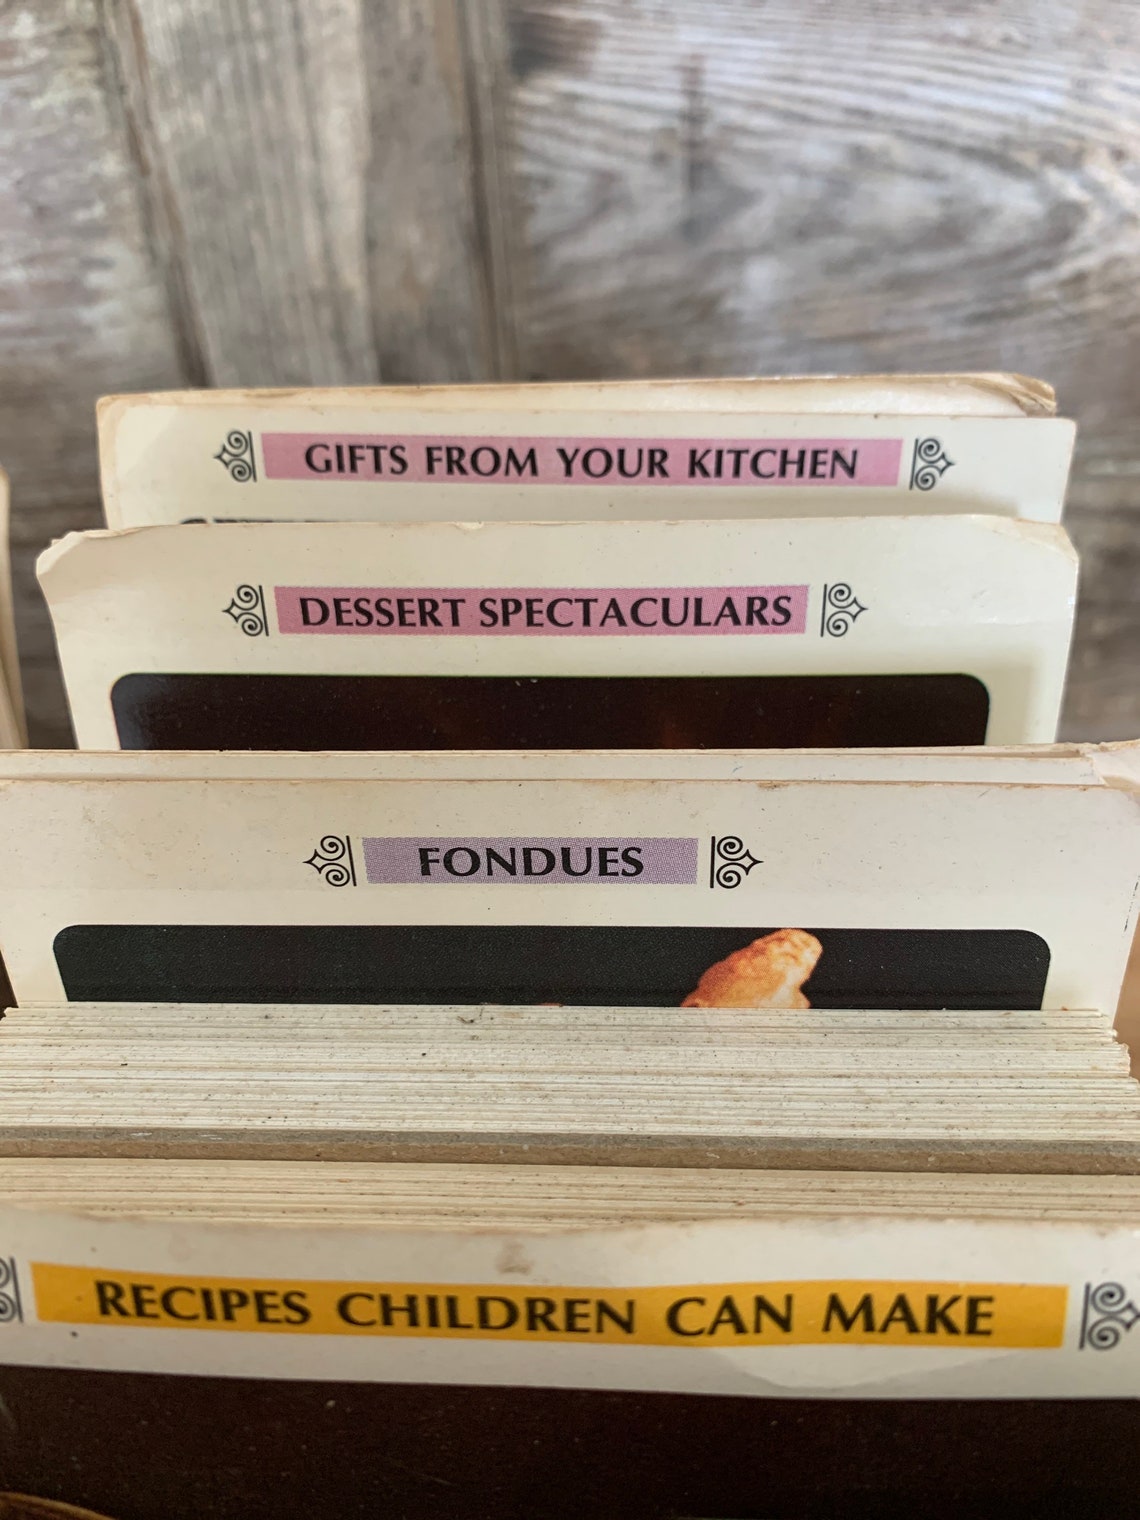 GIFTS FROM YOUR KITCHEN
DESSERT SPECTACULARS
FONDUES
RECIPES CHILDREN CAN MAKE